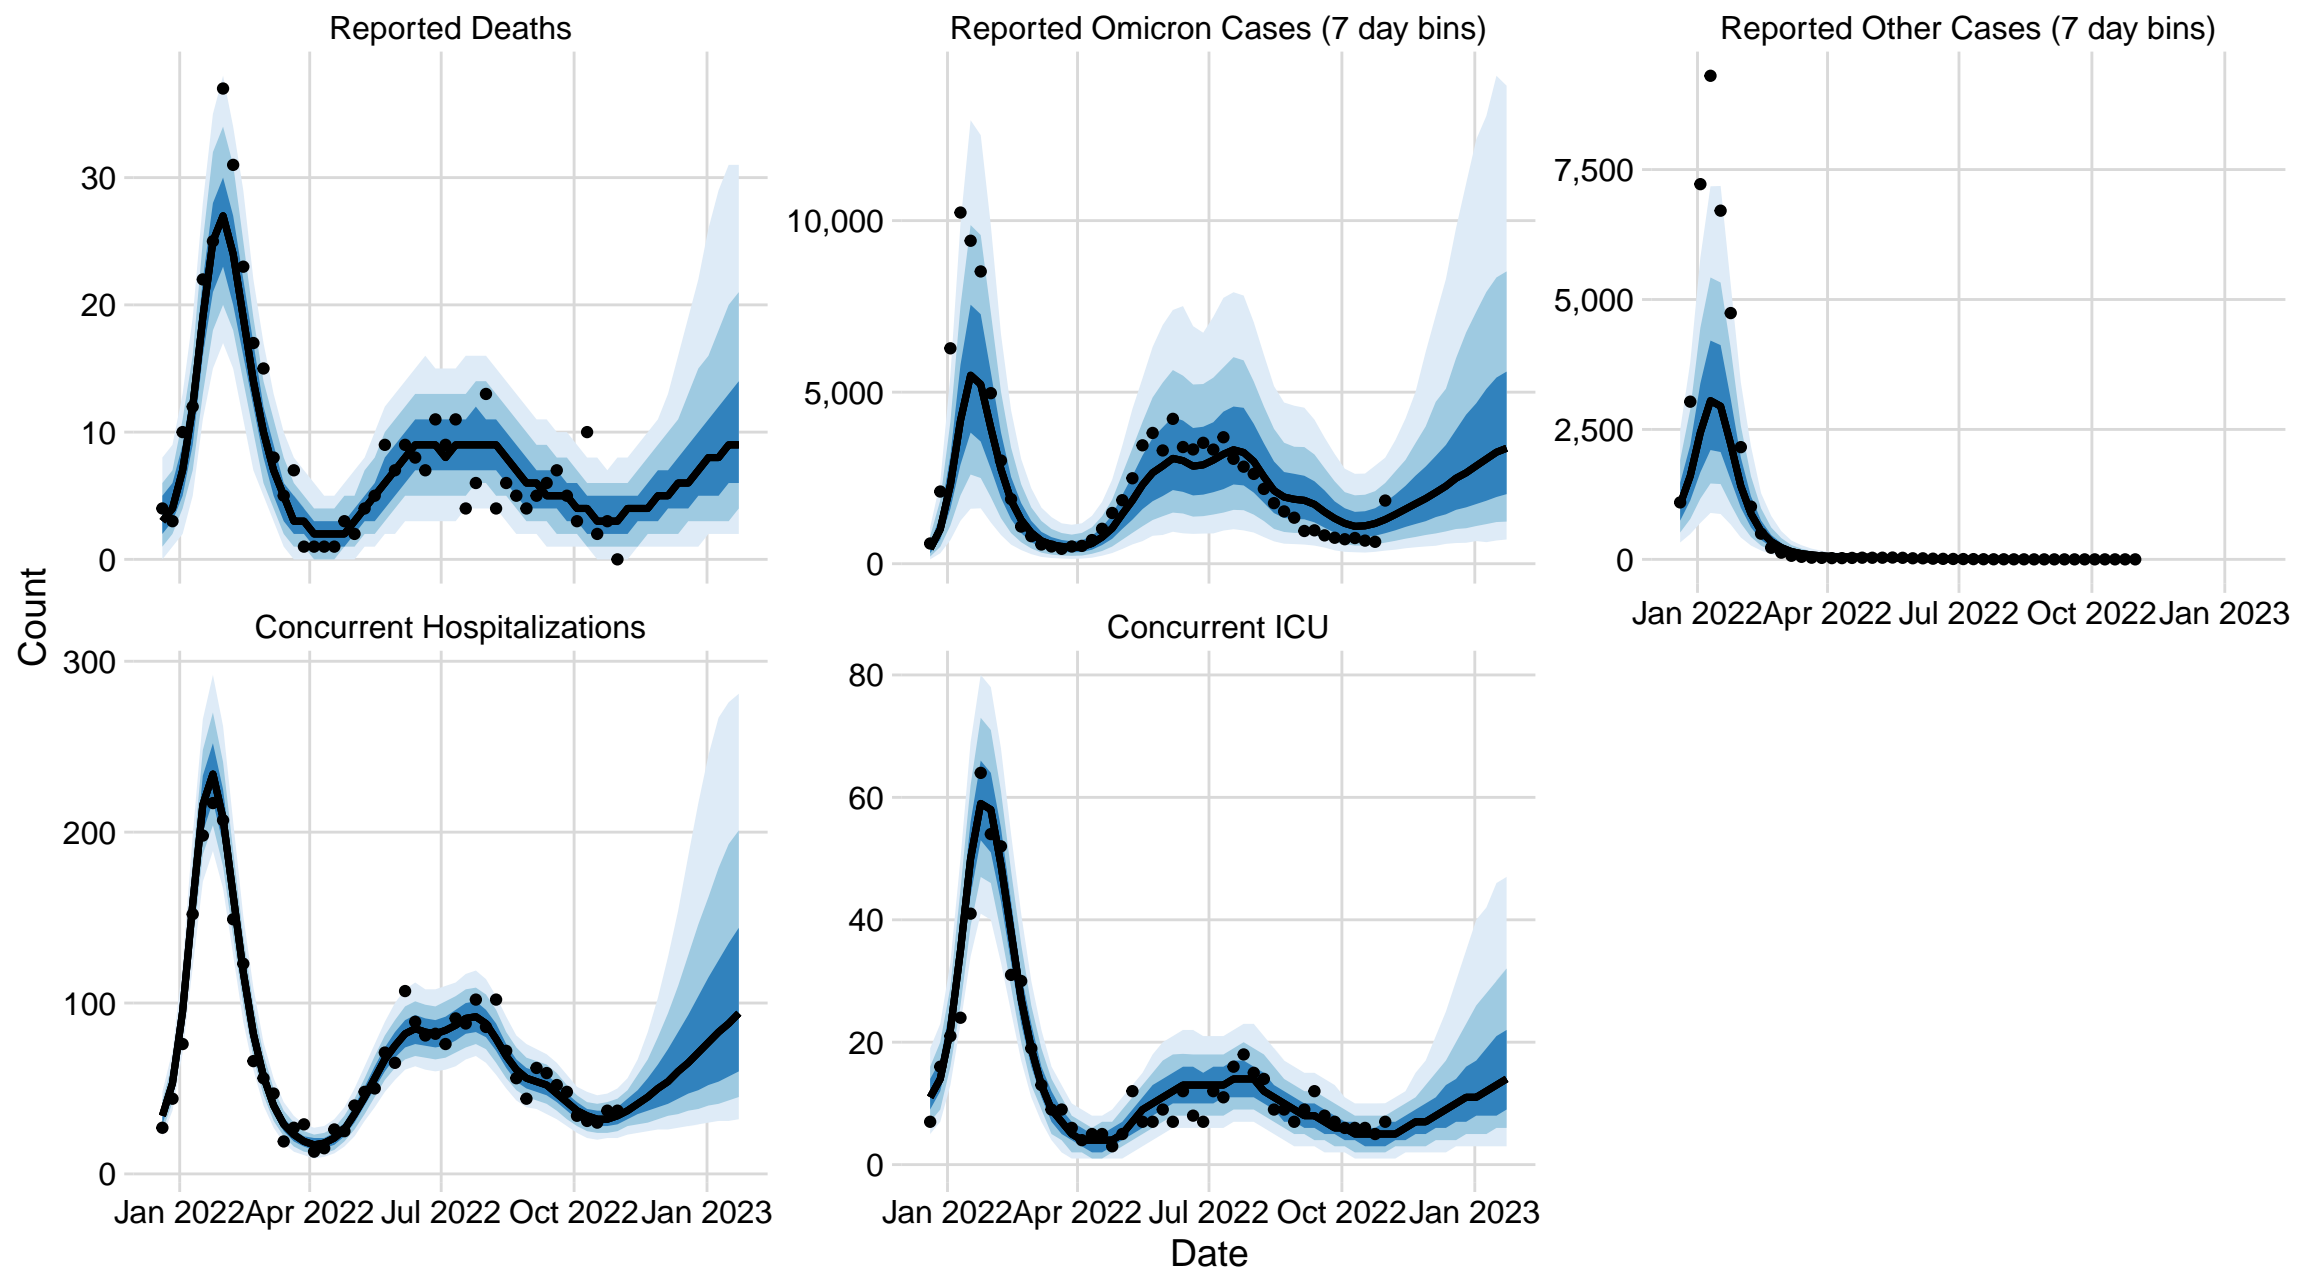 Reported Deaths
Reported Omicron Cases (7 day bins)
Reported Other Cases (7 day bins)
30
20
10
0
10,000
5,000
0
7,500
5,000
2,500
0
Jan 2022 Apr 2022 Jul 2022 Oct 2022 Jan 2023
Count
Concurrent Hospitalizations
Concurrent ICU
300
200
100
0
80
60
40
20
0
Jan 2022 Apr 2022 Jul 2022 Oct 2022 Jan 2023
Jan 2022 Apr 2022 Jul 2022 Oct 2022 Jan 2023
Date